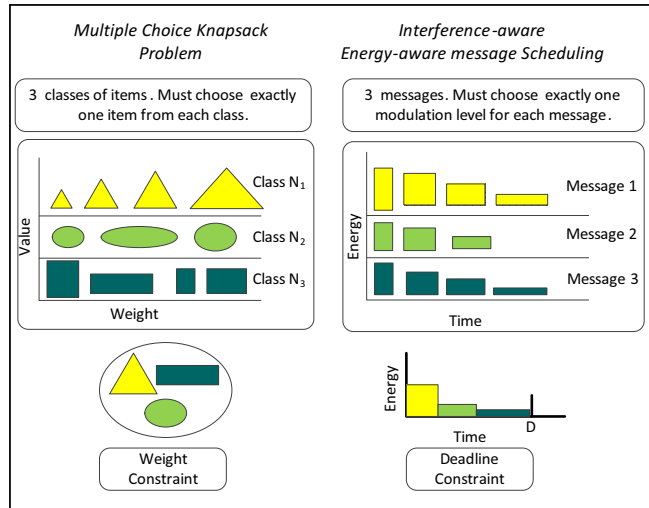 Multiple Choice Knapsack
Problem
3 classes of items. Must choose exactly
one item from each class.
Value
Class N1
Class N2
Class N3
Weight
Weight
Constraint
Interference-aware
Energy-aware message Scheduling
3 messages. Must choose exactly one
modulation level for each message.
Energy
Message 1
Message 2
Message 3
Time
Energy
D
Time
Deadline
Constraint